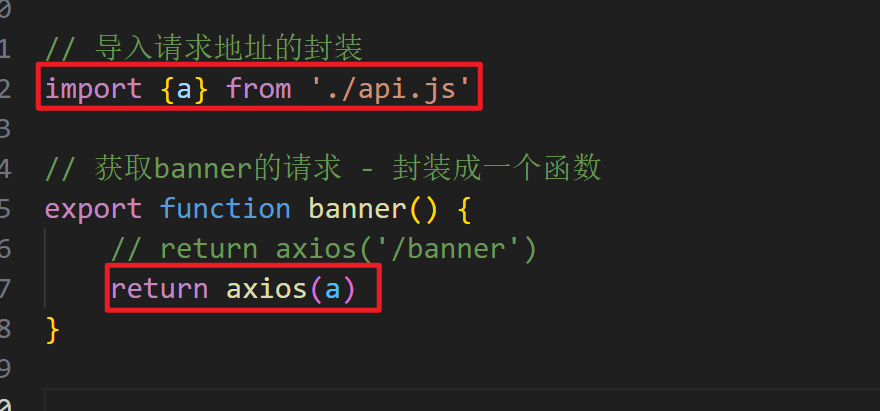 0
1 // 导入请求地址的封装
2 import {a} from './api.js'
3
4 // 获取banner的请求 - 封装成一个函数
5 export function banner() {
6 // return axios('/banner')
7 return axios(a)
8 }
9
0